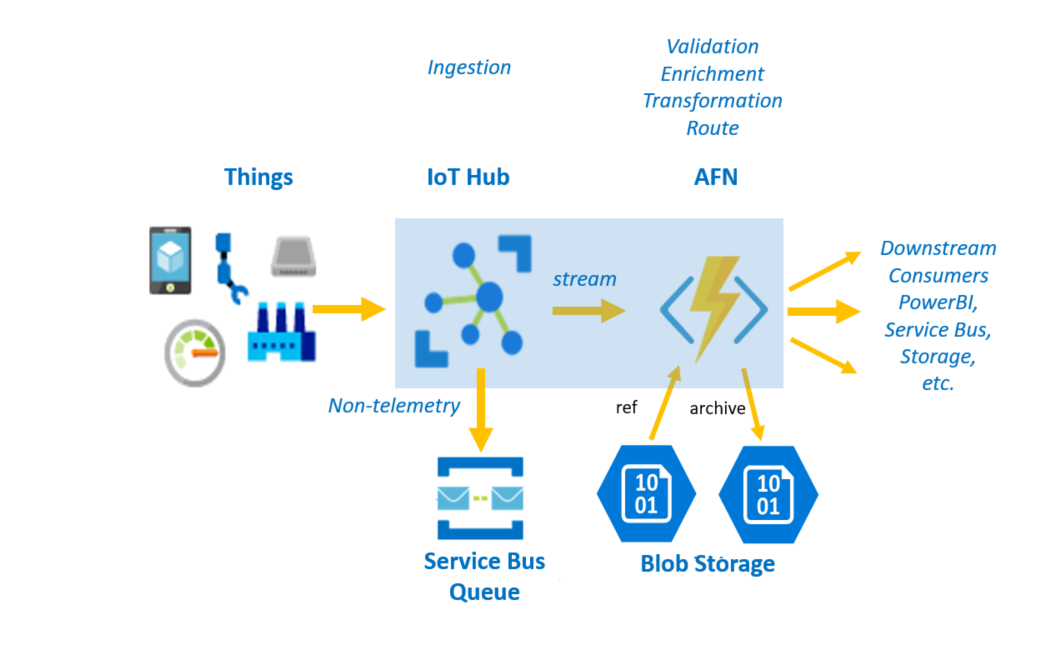 Ingestion
Validation
Enrichment
Transformation
Route
Things
IoT Hub
AFN
stream
Downstream
Consumers
PowerBI,
Service Bus,
Storage,
etc.
Non-telemetry
ref
archive
10
01
10
01
Service Bus
Queue
Blob Storage